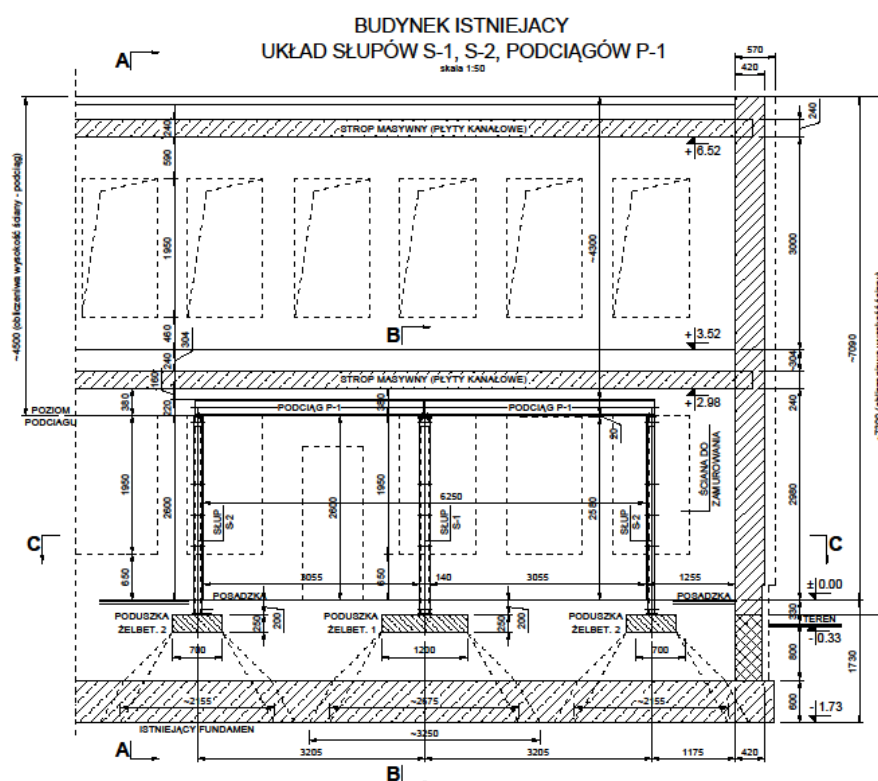 BUDYNEK ISTNIEJACY
UKŁAD SŁUPÓW S-1, S-2, PODCIĄGÓW P-1
skala 1:50
A
570
420
240
240
STROP MASYWNY (PŁYTY KANAŁOWE)
+ 6.52
590
~4500 (obliczeniwa wysokość ściany - podciąg)
1950
~4300
3000
~7090
B
460
304
+ 3.52
240
304
160
STROP MASYWNY (PŁYTY KANAŁOWE)
380
380
+ 2.98
240
POZIOM
PODCIĄGU
220
PODCIĄG P-1
PODCIĄG P-1
20
ŚCIANA DO
ZAMUROWANIA
1950
2600
2600
1950
6250
2580
2980
SŁUP
S-2
SŁUP
S-1
SŁUP
S-2
C
C
650
3055
650
140
3055
1255
± 0.00
POSADZKA
POSADZKA
330
PODUSZKA
ŻELBET. 2
250
200
PODUSZKA
ŻELBET. 1
250
200
PODUSZKA
ŻELBET. 2
TEREN
- 0.33
700
1200
700
800
1730
~2155
~2675
~2155
600
- 1.73
ISTNIEJĄCY FUNDAMEN
~3250
A
3205
3205
1175
420
B